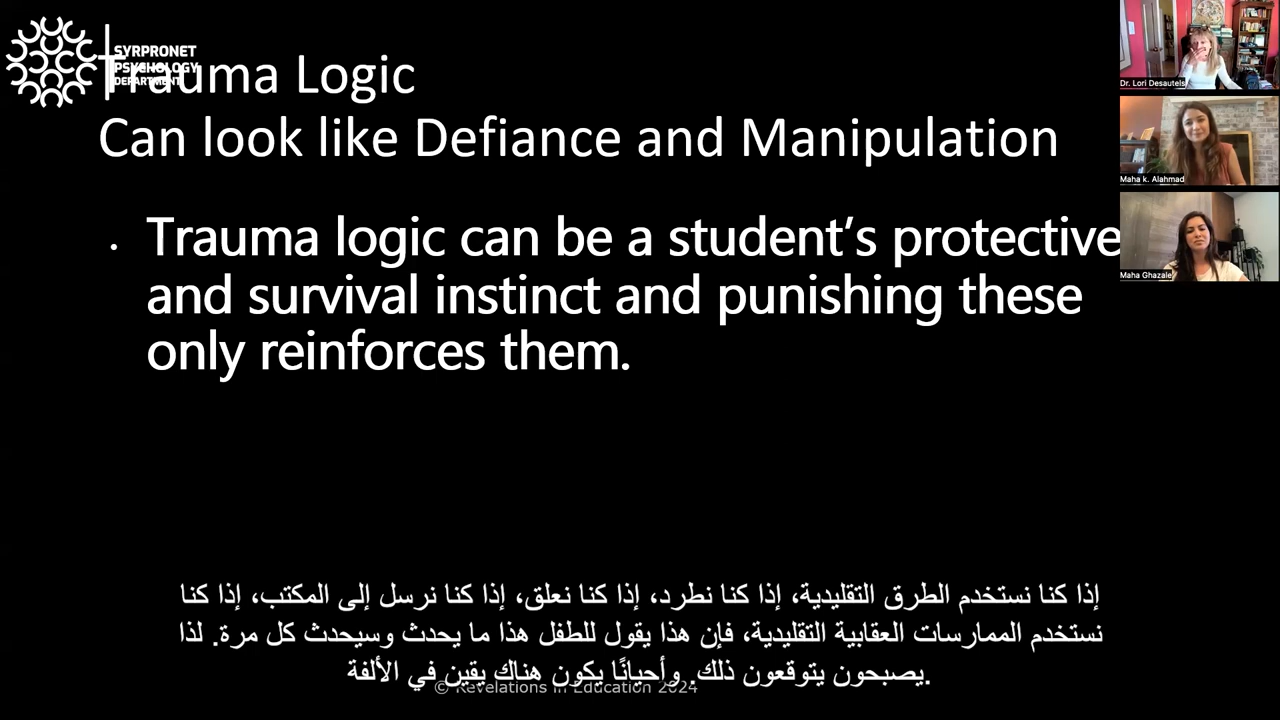 SYRPRONET
PSYCHOLOGY
DEPARTMENT
Trauma Logic
Can look like Defiance and Manipulation
• Trauma logic can be a student’s protective
and survival instinct and punishing these
only reinforces them.
Dr. Lori Desautels
Maha k. Alahmad
Maha Ghazale
إذا كنا نستخدم الطرق التقليدية، إذا كنا نطرد، إذا كنا نعلق، إذا كنا نرسل إلى المكتب، إذا كنا
نستخدم الممارسات العقابية التقليدية، فإن هذا يقول للطفل هذا ما يحدث وسيحدث كل مرة. لذا
يصبحون يتوقعون ذلك. وأحيانًا يكون هناك يقين في الألفة.
© Revelations in Education 2024